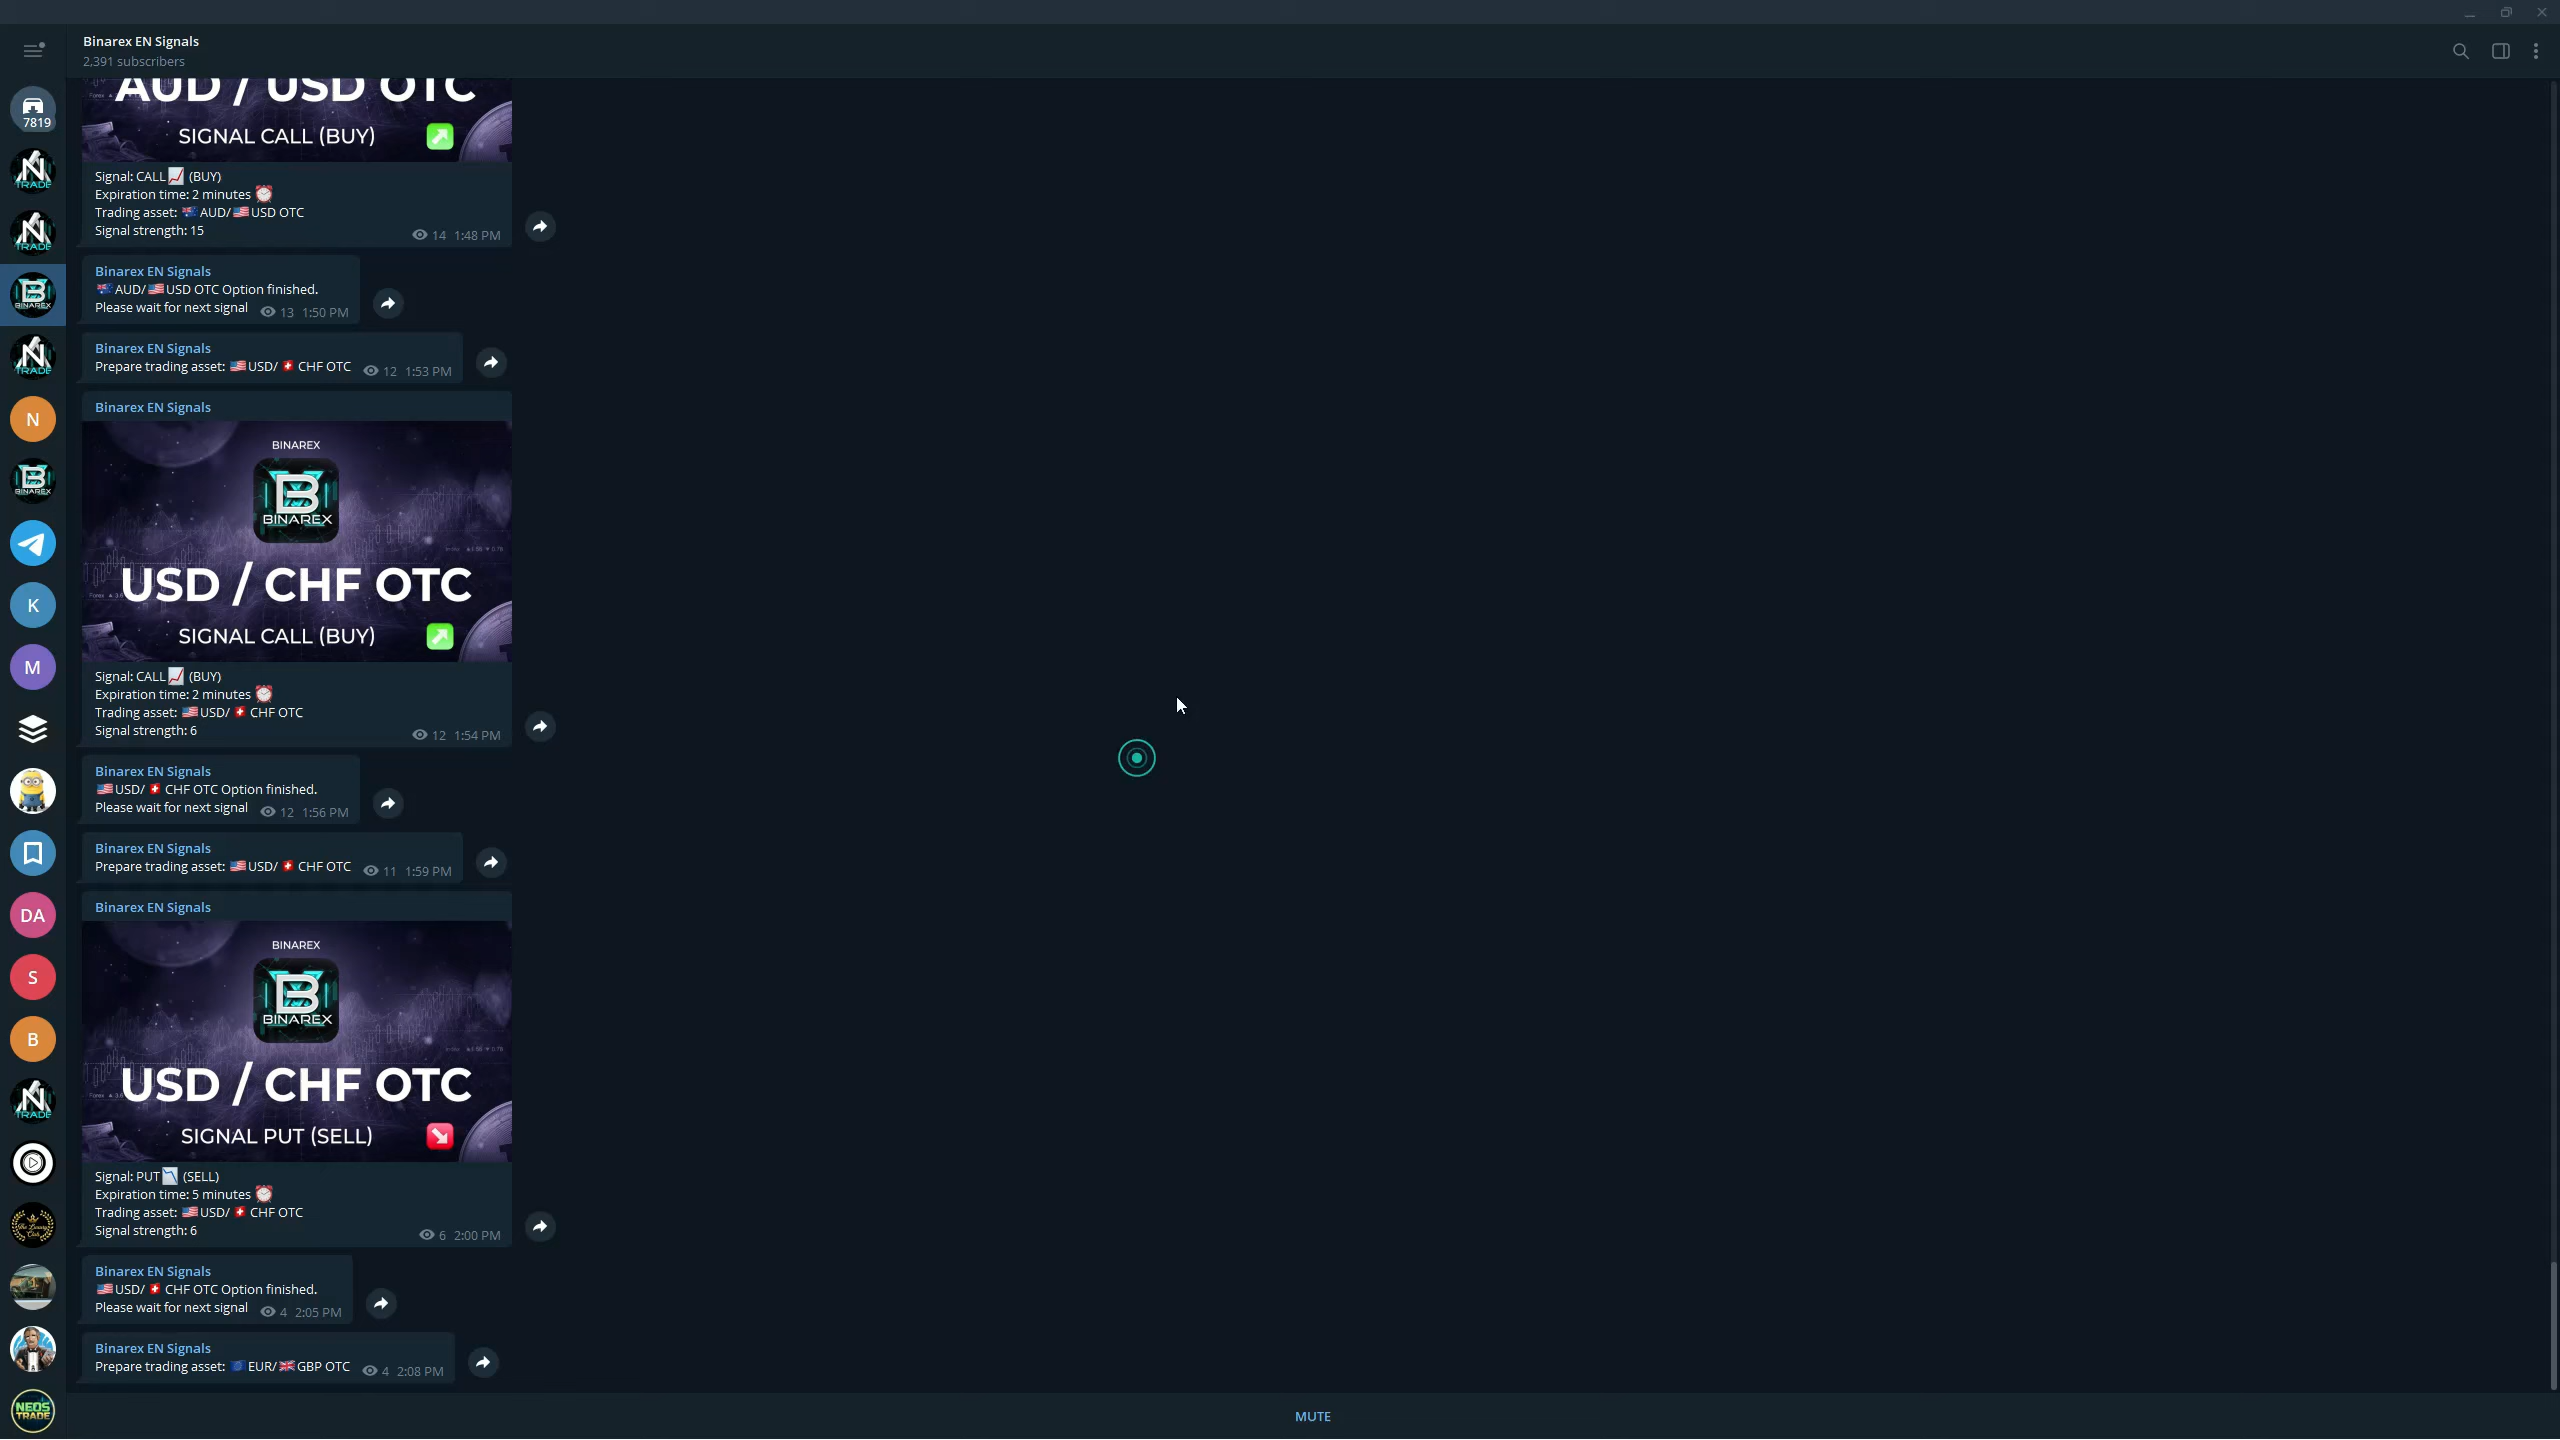 Binarex EN Signals
2,391 subscribers
7819
TRADE
TRADE
BINAREX
TRADE
N
BINAREX
K
M
DA
S
B
TRADE
NEOS
TRADE
AUD / USD OTC
SIGNAL CALL (BUY)
Signal: CALL (BUY)
Expiration time: 2 minutes
Trading asset: AUD/USD OTC
Signal strength: 15
14 1:48 PM
Binarex EN Signals
AUD/USD OTC Option finished.
Please wait for next signal 13 1:50 PM
Binarex EN Signals
Prepare trading asset: USD/ CHF OTC 12 1:53 PM
Binarex EN Signals
BINAREX
B
BINAREX
USD / CHF OTC
SIGNAL CALL (BUY)
Signal: CALL (BUY)
Expiration time: 2 minutes
Trading asset: USD/ CHF OTC
Signal strength: 6
12 1:54 PM
Binarex EN Signals
USD/ CHF OTC Option finished.
Please wait for next signal 12 1:56 PM
Binarex EN Signals
Prepare trading asset: USD/ CHF OTC 11 1:59 PM
Binarex EN Signals
BINAREX
B
BINAREX
USD / CHF OTC
SIGNAL PUT (SELL)
Signal: PUT (SELL)
Expiration time: 5 minutes
Trading asset: USD/ CHF OTC
Signal strength: 6
6 2:00 PM
Binarex EN Signals
USD/ CHF OTC Option finished.
Please wait for next signal 4 2:05 PM
Binarex EN Signals
Prepare trading asset: EUR/GBP OTC 4 2:08 PM
MUTE